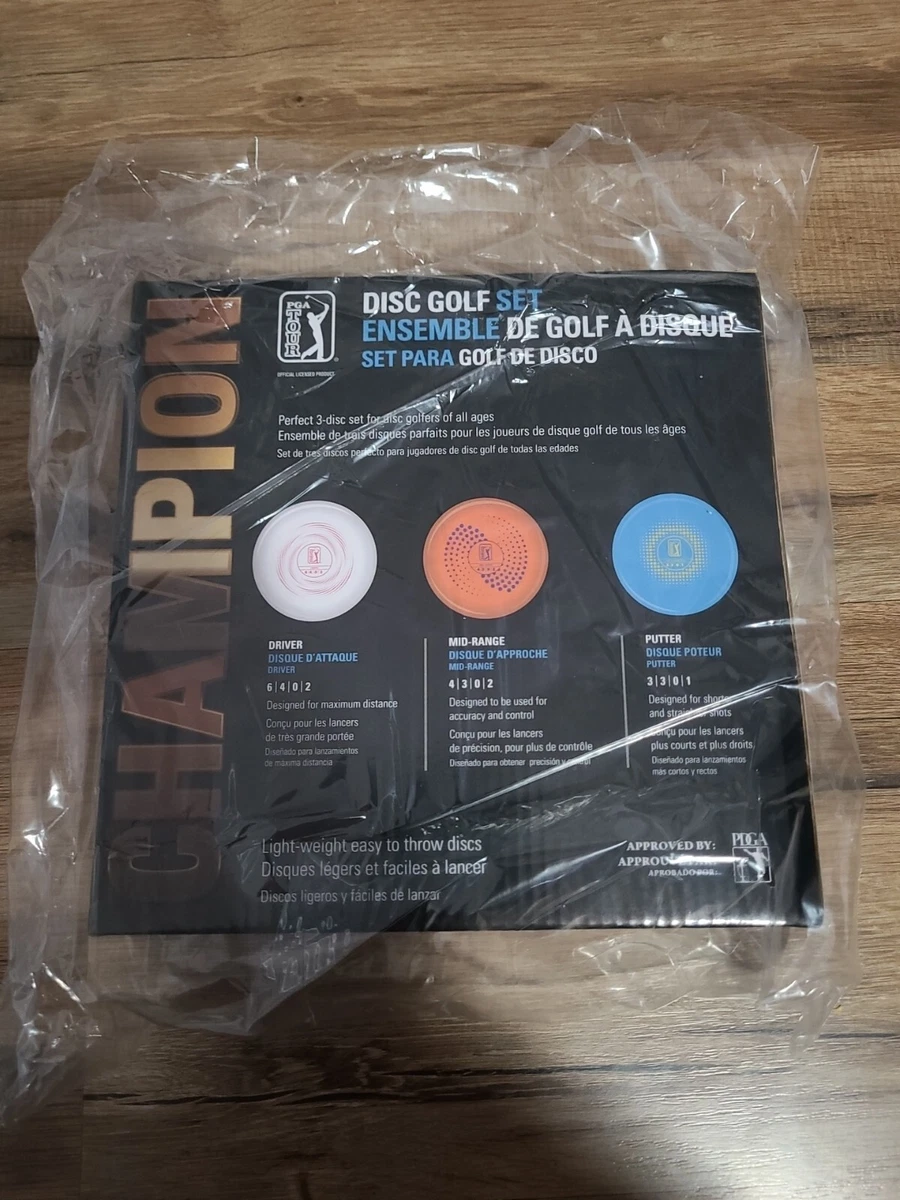 CHAMPION
PGA
TOUR
OFFICIAL LICENSED PRODUCT
DISC GOLF SET
ENSEMBLE DE GOLF À DISQUE
SET PARA GOLF DE DISCO
Perfect 3-disc set for disc golfers of all ages
Ensemble de trois disques parfaits pour les joueurs de disque golf de tous les âges
Set de tres discos perfecto para jugadores de disc golf de todas las edades
DRIVER
DISQUE D'ATTAQUE
DRIVER
6|4|0|2
Designed for maximum distance
Conçu pour les lancers
de très grande portée
Diseñado para lanzamientos
de máxima distancia
MID-RANGE
DISQUE D'APPROCHE
MID-RANGE
4|3|0|2
Designed to be used for
accuracy and control
Conçu pour les lancers
de précision, pour plus de contrôle
Diseñado para obtener precisión y control
PUTTER
DISQUE POTEUR
PUTTER
3|3|0|1
Designed for shorter
and straighter shots
Conçu pour les lancers
plus courts et plus droits
Diseñado para lanzamientos
más cortos y rectos
Light-weight easy to throw discs
Disques légers et faciles à lancer
Discos ligeros y fáciles de lanzar
APPROVED BY:
APROBADO POR:
PDGA